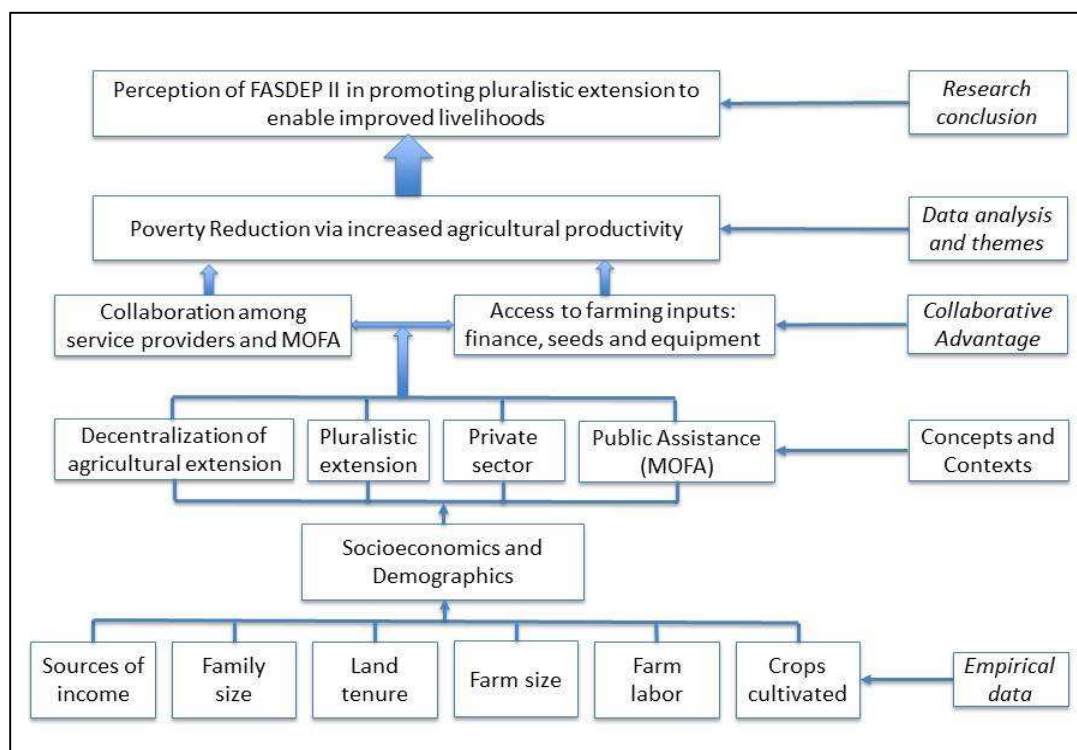 Perception of FASDEP II in promoting pluralistic extension to
enable improved livelihoods
Research
conclusion
Poverty Reduction via increased agricultural productivity
Data analysis
and themes
Collaboration among
service providers and MOFA
Access to farming inputs:
finance, seeds and equipment
Collaborative
Advantage
Decentralization of
agricultural extension
Pluralistic
extension
Private
sector
Public Assistance
(MOFA)
Concepts and
Contexts
Socioeconomics and
Demographics
Sources of
income
Family
size
Land
tenure
Farm size
Farm
labor
Crops
cultivated
Empirical
data